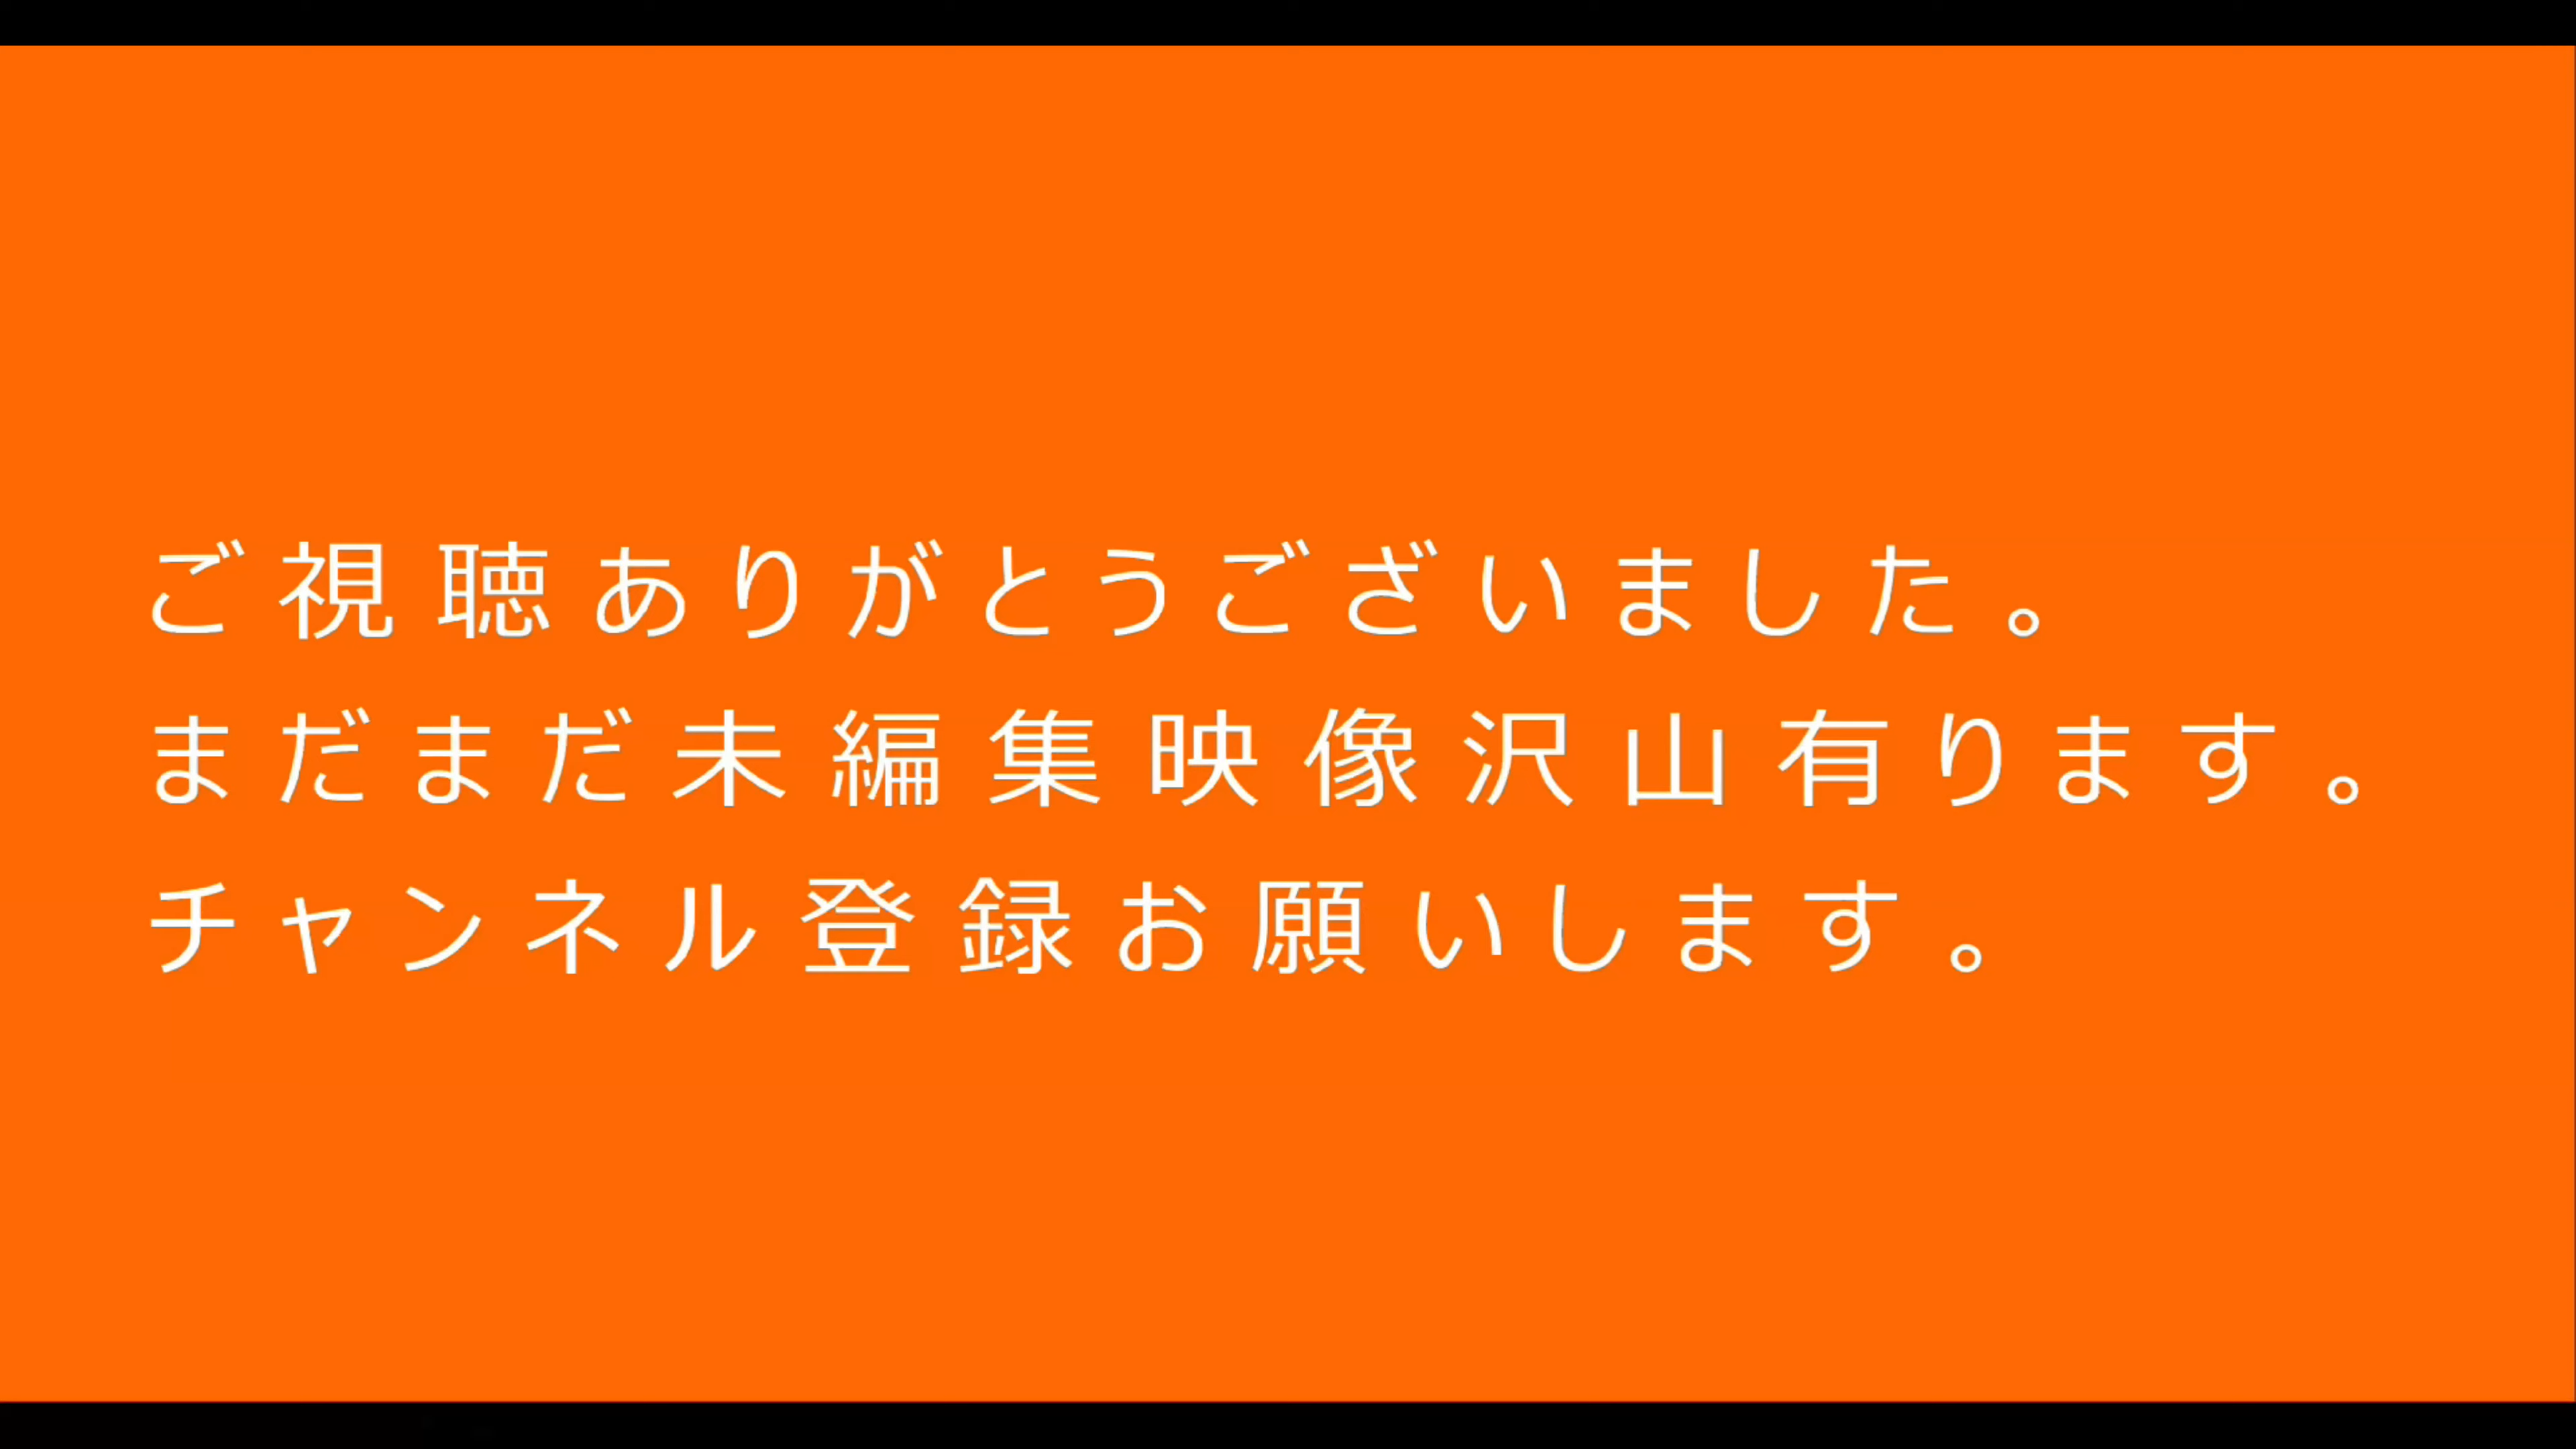 ご視聴ありがとうございました。
まだまだ未編集映像沢山有ります。
チャンネル登録お願いします。